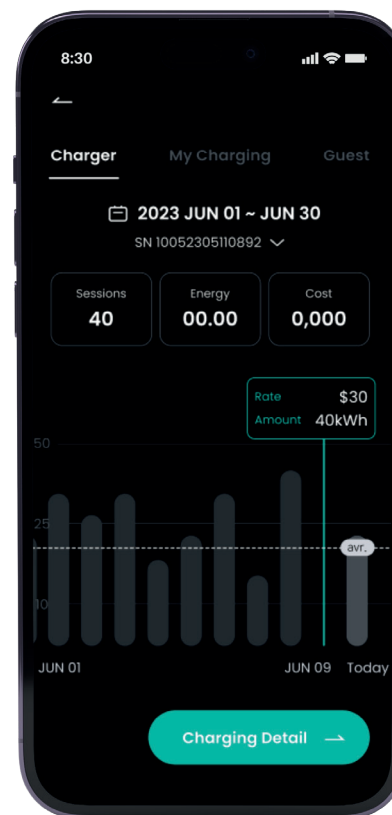 8:30
Charger My Charging Guest
2023 JUN 01 ~ JUN 30
SN 10052305110892
Sessions Energy Cost
40 00.00 0,000
Rate $30
Amount 40kWh
50
25
avr.
10
JUN 01 JUN 09 Today
Charging Detail